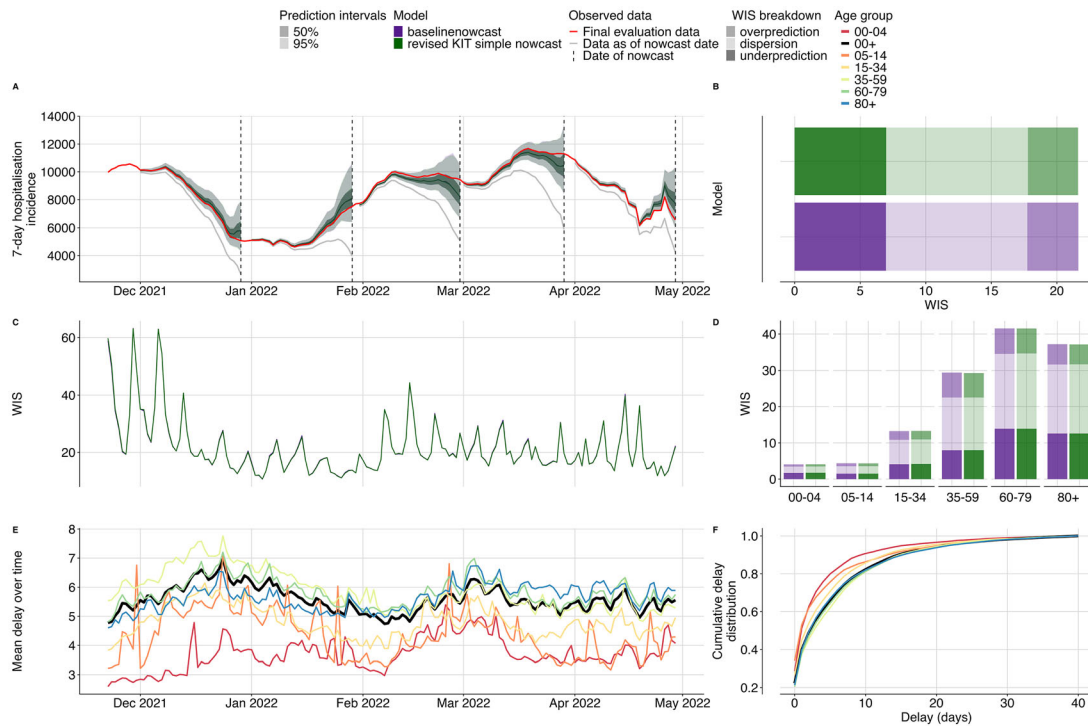 Prediction intervals
50%
95%
Model
baselinenowcast
revised KIT simple nowcast
Observed data
Final evaluation data
Data as of nowcast date
Date of nowcast
WIS breakdown
overprediction
dispersion
underprediction
Age group
00-04
00+
05-14
15-34
35-59
60-79
80+
A
14000
12000
10000
8000
6000
4000
7-day hospitalisation
incidence
Dec 2021
Jan 2022
Feb 2022
Mar 2022
Apr 2022
May 2022
B
Model
0
5
10
15
20
WIS
C
60
40
20
WIS
D
40
30
20
10
0
WIS
00-04
05-14
15-34
35-59
60-79
80+
E
8
7
6
5
4
3
Mean delay over time
Dec 2021
Jan 2022
Feb 2022
Mar 2022
Apr 2022
May 2022
F
1.0
0.8
0.6
0.4
0.2
Cumulative delay
distribution
0
10
20
30
40
Delay (days)